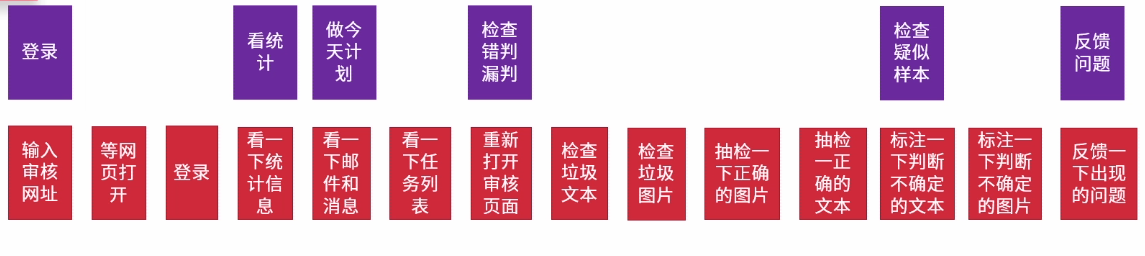 登录
看统
计
做今
天计
划
检查
错判
漏判
检查
疑似
样本
反馈
问题
输入
审核
网址
等网
页打
开
登录
看一
下统
计信
息
看一
下邮
件和
消息
看一
下任
务列
表
重新
打开
审核
页面
检查
垃圾
文本
检查
垃圾
图片
抽检一
下正确
的图片
抽检
一正
确的
文本
标注一
下判断
不确定
的文本
标注一
下判断
不确定
的图片
反馈一
下出现
的问题